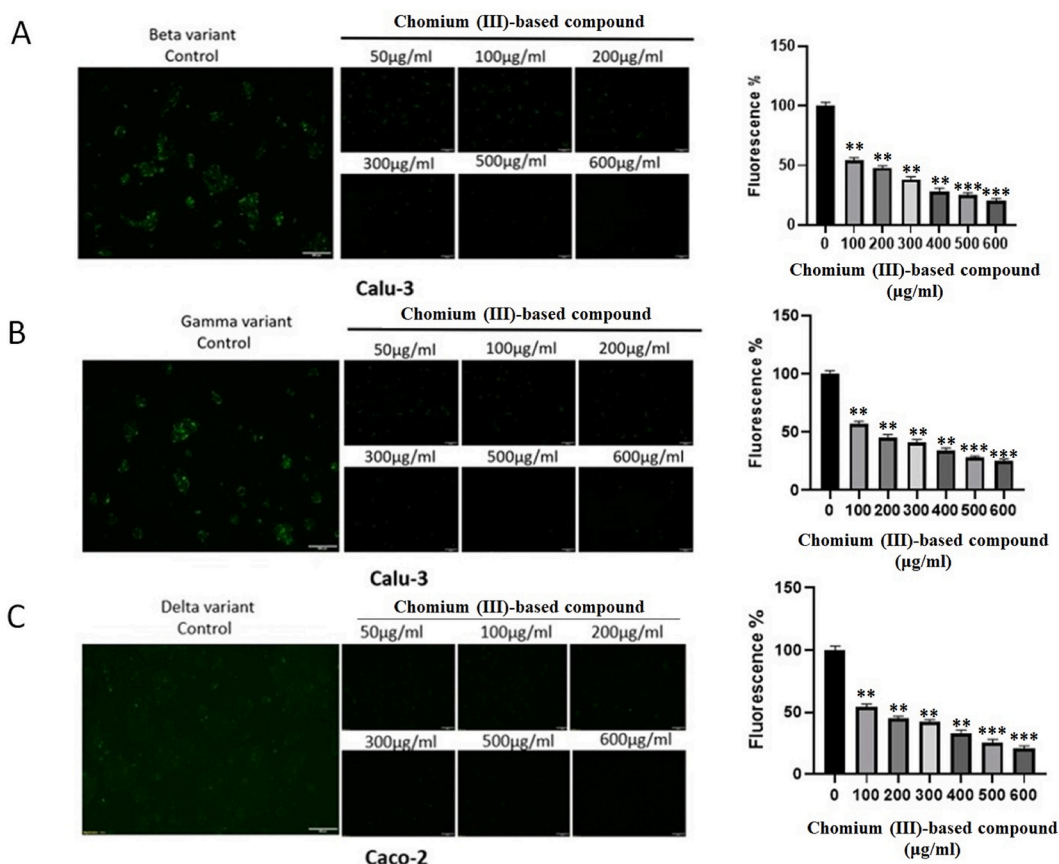 A
Beta variant
Control
Chomium (III)-based compound
50µg/ml 100µg/ml 200µg/ml
300µg/ml 500µg/ml 600µg/ml
Calu-3
Fluorescence %
150
100
50
0
0 100 200 300 400 500 600
** ** ** ** *** ***
Chomium (III)-based compound
(µg/ml)
B
Gamma variant
Control
Chomium (III)-based compound
50µg/ml 100µg/ml 200µg/ml
300µg/ml 500µg/ml 600µg/ml
Calu-3
Fluorescence %
150
100
50
0
0 100 200 300 400 500 600
** ** ** ** *** ***
Chomium (III)-based compound
(µg/ml)
C
Delta variant
Control
Chomium (III)-based compound
50µg/ml 100µg/ml 200µg/ml
300µg/ml 500µg/ml 600µg/ml
Caco-2
Fluorescence %
150
100
50
0
0 100 200 300 400 500 600
** ** ** ** *** ***
Chomium (III)-based compound
(µg/ml)